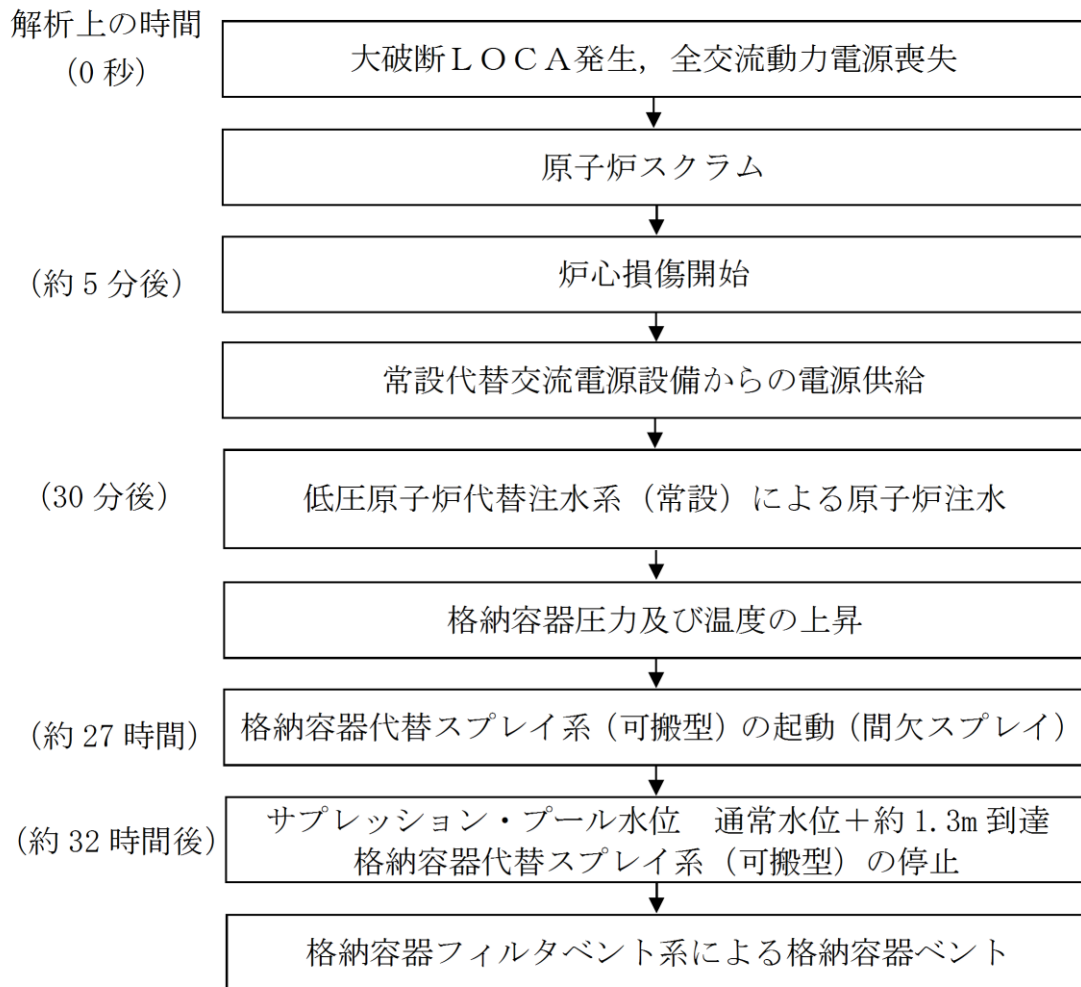 解析上の時間
(0 秒)
大破断LOCA発生，全交流動力電源喪失
原子炉スクラム
(約 5 分後)
炉心損傷開始
常設代替交流電源設備からの電源供給
(30 分後)
低圧原子炉代替注水系（常設）による原子炉注水
格納容器圧力及び温度の上昇
(約 27 時間)
格納容器代替スプレイ系（可搬型）の起動（間欠スプレイ）
(約 32 時間後)
サプレッション・プール水位　通常水位＋約 1.3m 到達
格納容器代替スプレイ系（可搬型）の停止
格納容器フィルタベント系による格納容器ベント